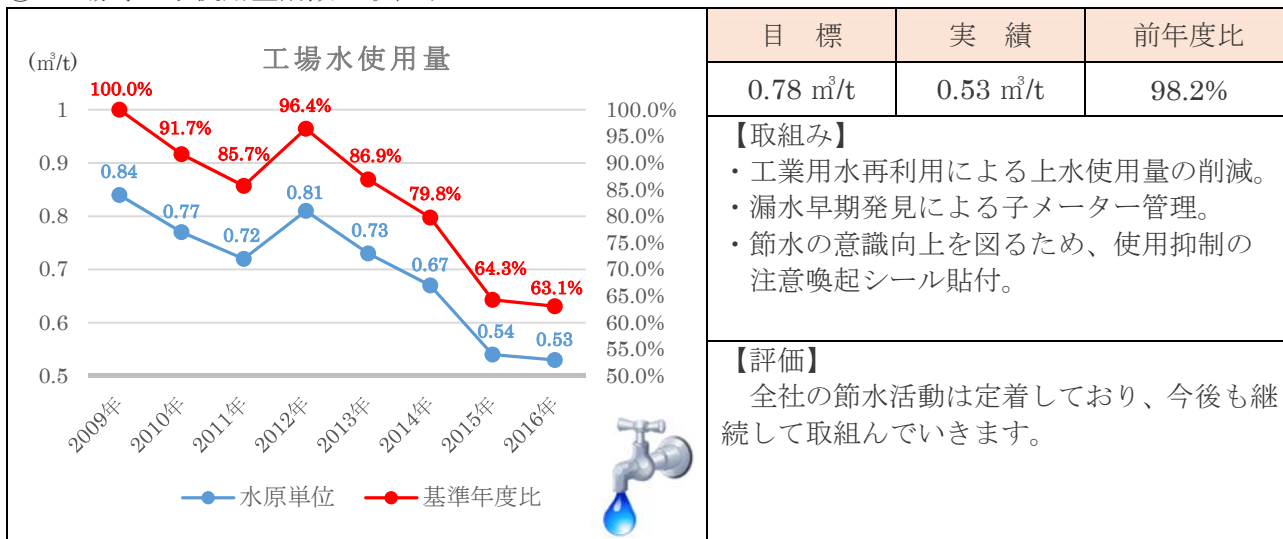 工場水使用量
(㎥/t)
100.0%
91.7%
85.7%
96.4%
86.9%
79.8%
64.3%
63.1%
0.84
0.77
0.72
0.81
0.73
0.67
0.54
0.53
1
0.9
0.8
0.7
0.6
0.5
100.0%
95.0%
90.0%
85.0%
80.0%
75.0%
70.0%
65.0%
60.0%
55.0%
50.0%
2009年
2010年
2011年
2012年
2013年
2014年
2015年
2016年
水原単位 基準年度比
目 標 実 績 前年度比
0.78 ㎥/t 0.53 ㎥/t 98.2%
【取組み】
・工業用水再利用による上水使用量の削減。
・漏水早期発見による子メーター管理。
・節水の意識向上を図るため、使用抑制の
注意喚起シール貼付。
【評価】
全社の節水活動は定着しており、今後も継
続して取組んでいきます。